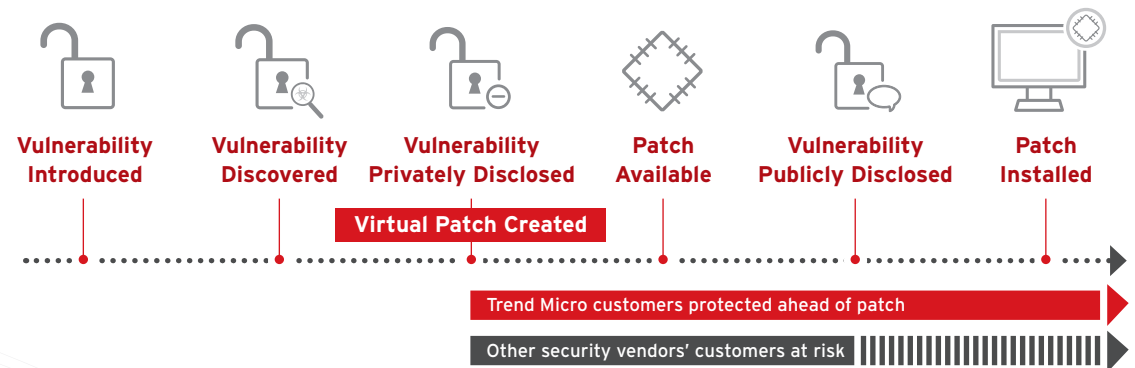 Vulnerability
Introduced
Vulnerability
Discovered
Vulnerability
Privately Disclosed
Patch
Available
Vulnerability
Publicly Disclosed
Patch
Installed
Virtual Patch Created
Trend Micro customers protected ahead of patch
Other security vendors’ customers at risk